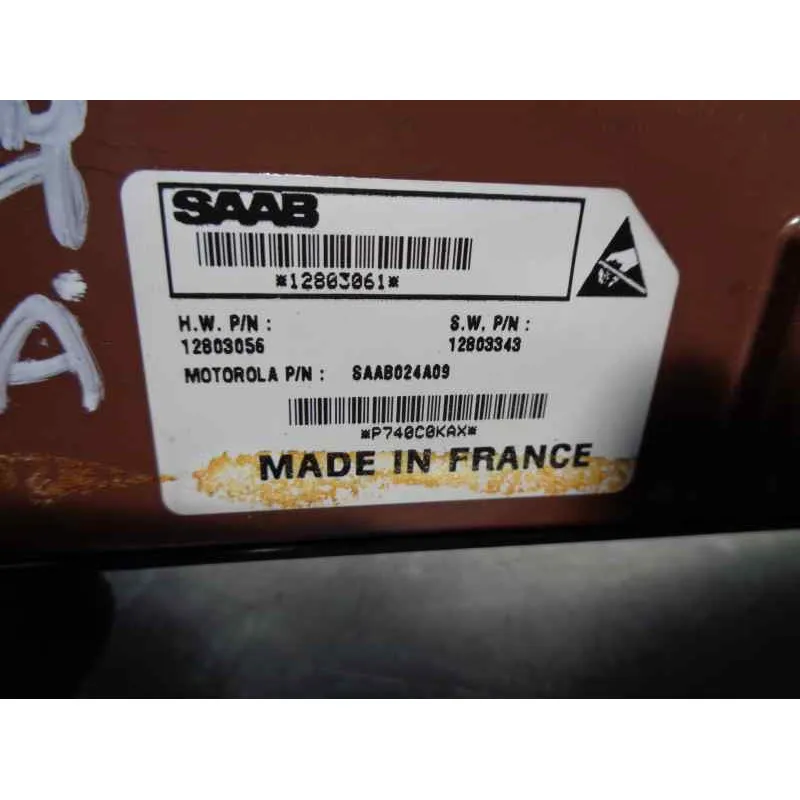 SAAB
*12803061*
H.W. P/N : S.W. P/N :
12803056 12803343
MOTOROLA P/N : SAAB024A09
*P740C0KAX*
MADE IN FRANCE